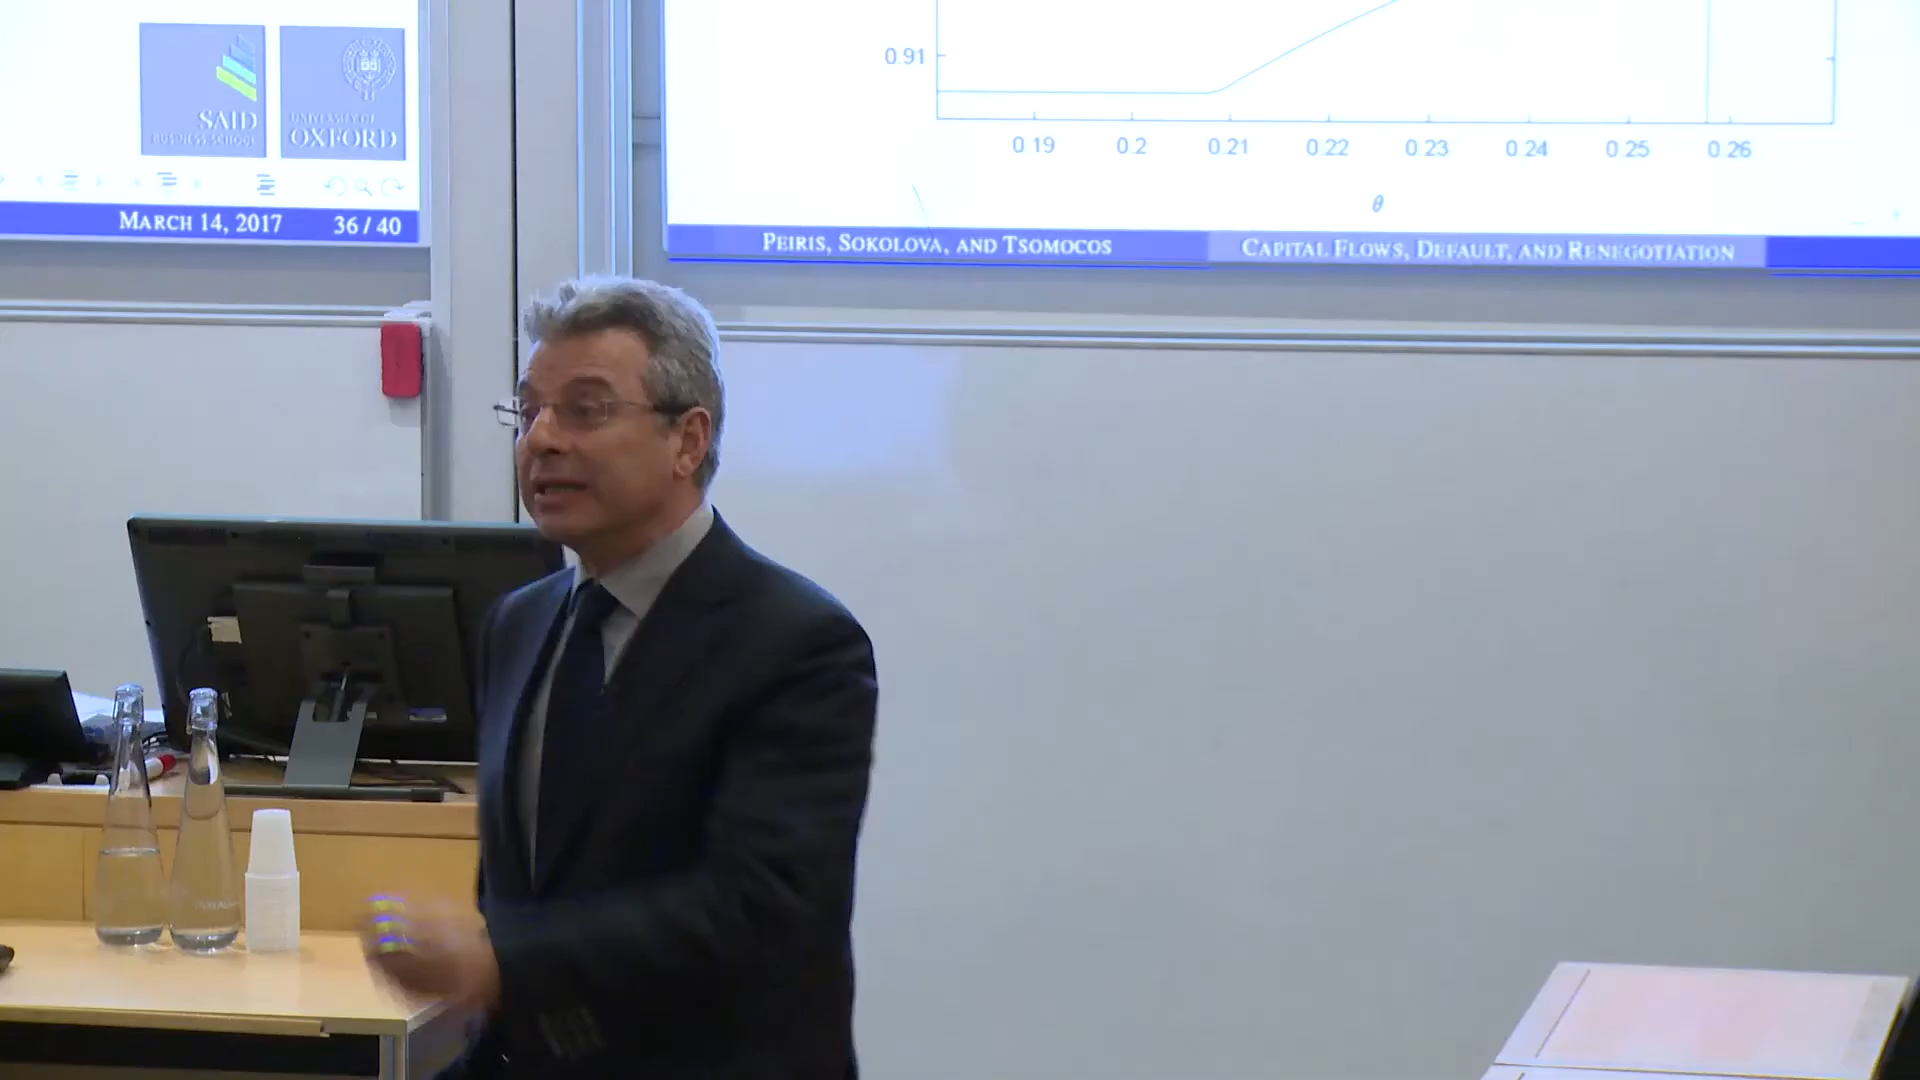 SAÏD
BUSINESS SCHOOL
UNIVERSITY OF
OXFORD
MARCH 14, 2017 36 / 40
0.91
0.19 0.2 0.21 0.22 0.23 0.24 0.25 0.26
θ
PEIRIS, SOKOLOVA, AND TSOMOCOS CAPITAL FLOWS, DEFAULT, AND RENEGOTIATION